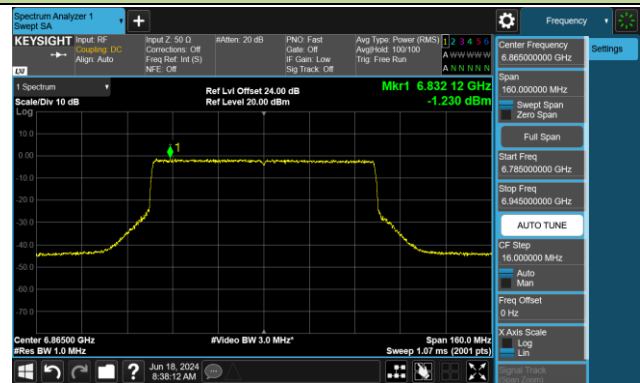 Spectrum Analyzer 1
Swept SA
Frequency
KEYSIGHT
Input: RF
Coupling: DC
Align: Auto
Input Z: 50 Ω
Corrections: Off
Freq Ref: Int (S)
NFE: Off
#Atten: 20 dB
PNO: Fast
Gate: Off
IF Gain: Low
Sig Track: Off
Avg Type: Power (RMS)
Avg|Hold: 100/100
Trig: Free Run
1 2 3 4 5 6
A W W W W W
A N N N N N
LXI
1 Spectrum
Scale/Div 10 dB
Log
Ref Lvl Offset 24.00 dB
Ref Level 20.00 dBm
Mkr1 6.832 12 GHz
-1.230 dBm
1
10.0
0.00
-10.0
-20.0
-30.0
-40.0
-50.0
-60.0
-70.0
Center 6.86500 GHz
#Res BW 1.0 MHz
#Video BW 3.0 MHz*
Span 160.0 MHz
Sweep 1.07 ms (2001 pts)
Jun 18, 2024
8:38:12 AM
Center Frequency
6.865000000 GHz
Settings
Span
160.000000 MHz
Swept Span
Zero Span
Full Span
Start Freq
6.785000000 GHz
Stop Freq
6.945000000 GHz
AUTO TUNE
CF Step
16.000000 MHz
Auto
Man
Freq Offset
0 Hz
X Axis Scale
Log
Lin
Signal Track
(Span Zoom)